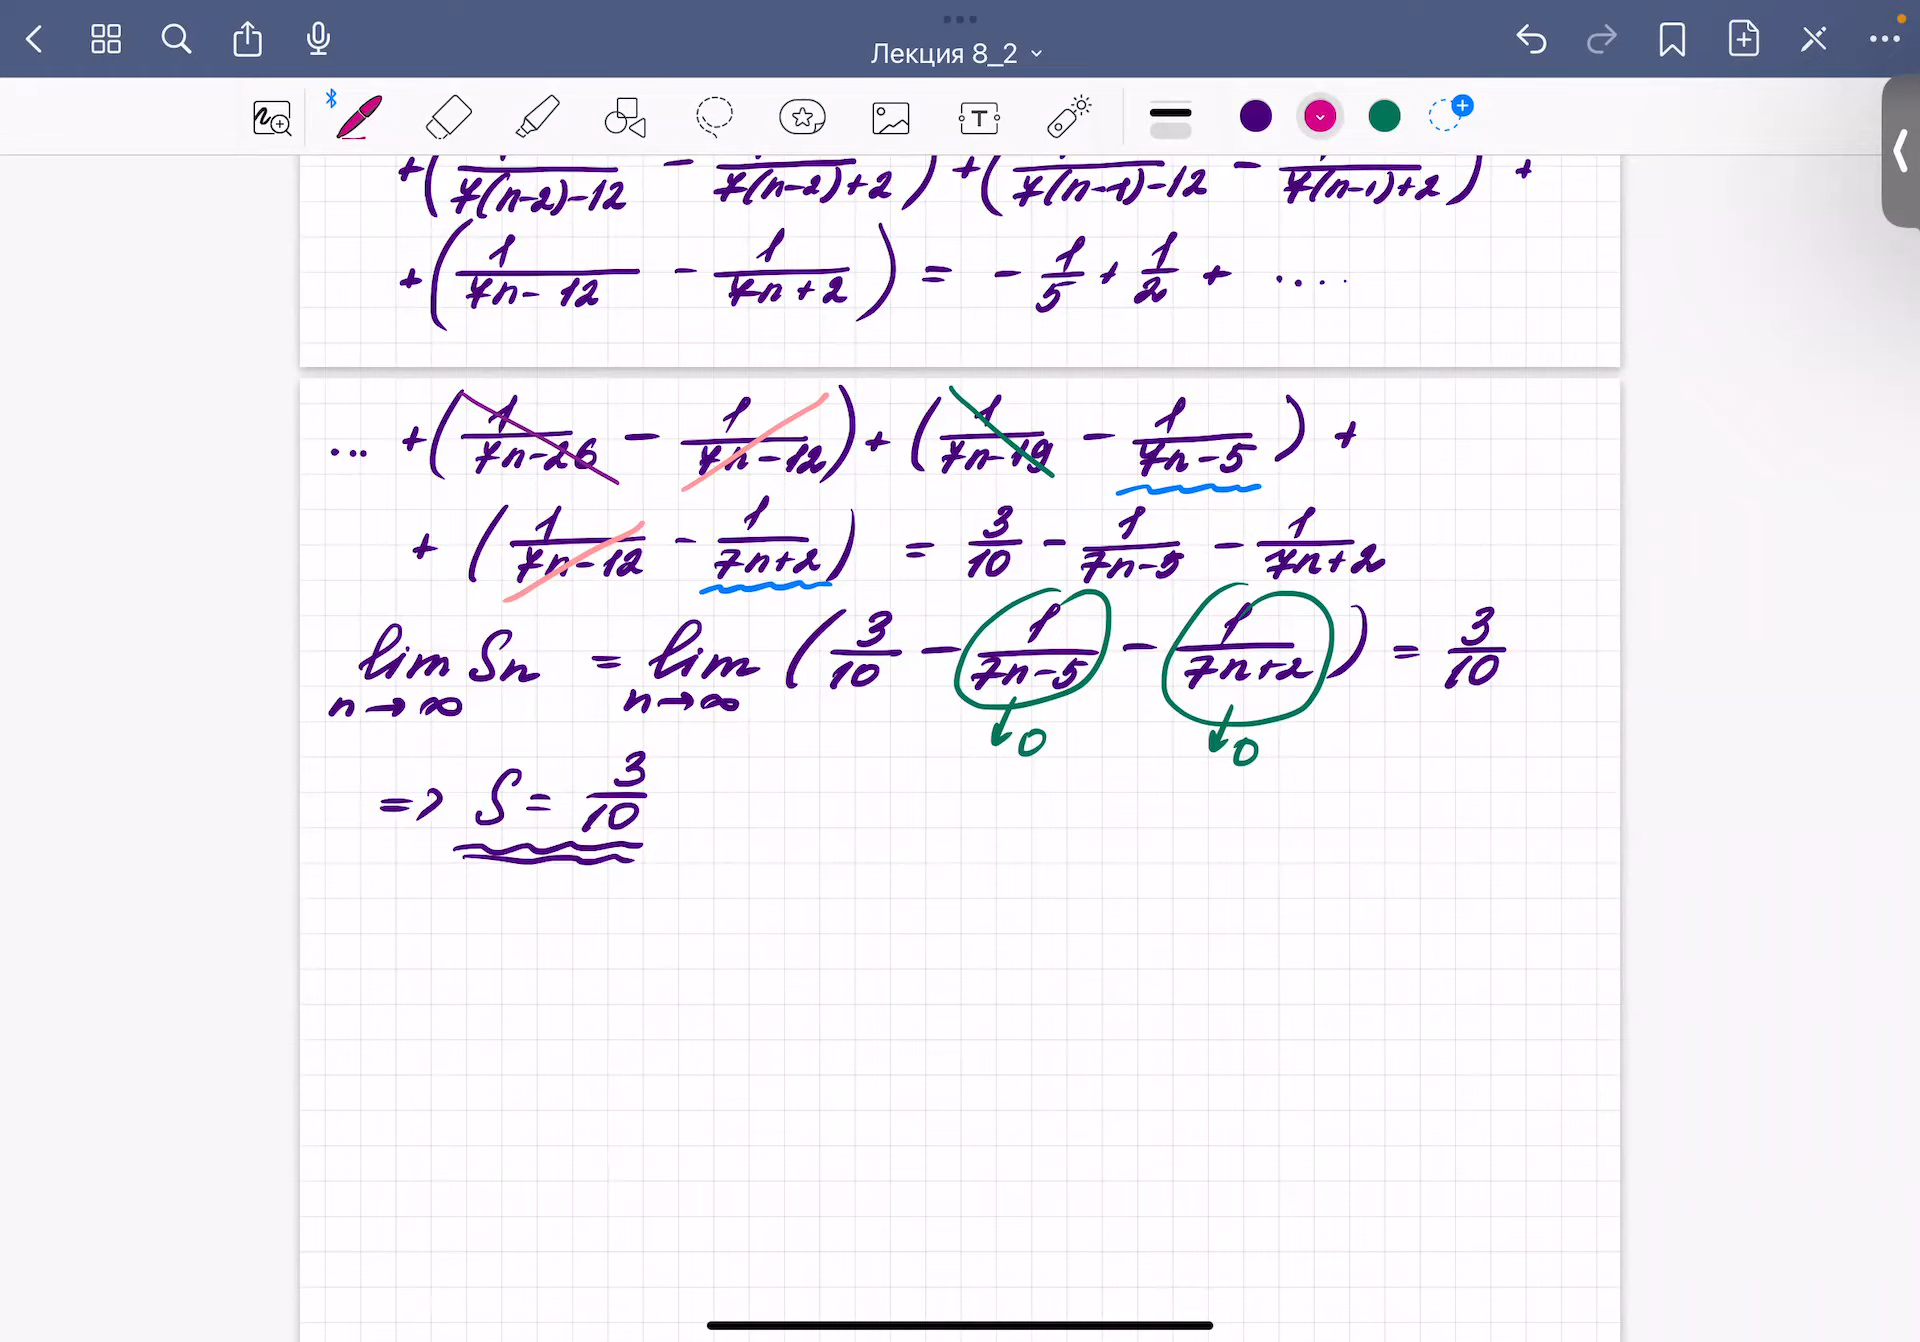 Лекция 8_2
T
+(1/(7(n-2)-12) - 1/(7(n-2)+2)) + (1/(7(n-1)-12) - 1/(7(n-1)+2)) +
+(1/(7n-12) - 1/(7n+2)) = -1/5 + 1/2 + ....
... +(1/(7n-26) - 1/(7n-12)) + (1/(7n-19) - 1/(7n-5)) +
+ (1/(7n-12) - 1/(7n+2)) = 3/10 - 1/(7n-5) - 1/(7n+2)
lim Sn = lim (3/10 - 1/(7n-5) - 1/(7n+2)) = 3/10
n→∞ n→∞ ↓0 ↓0
=> S = 3/10